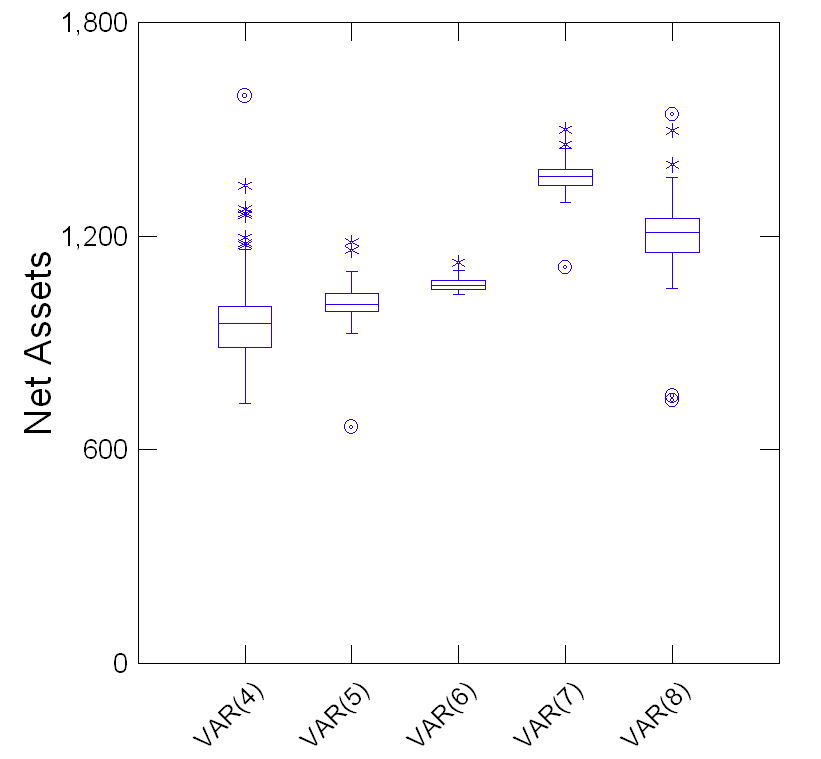 1,800
1,200
600
0
Net Assets
VAR(4)
VAR(5)
VAR(6)
VAR(7)
VAR(8)